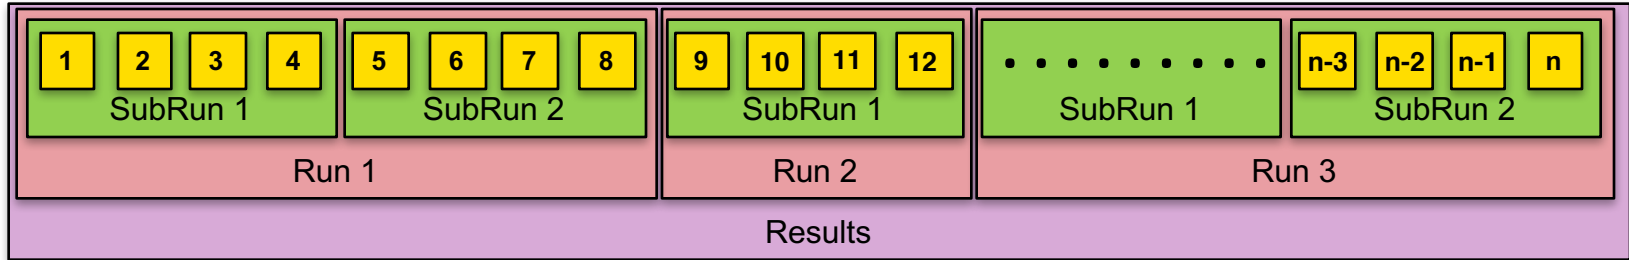 1 2 3 4 5 6 7 8 9 10 11 12 . . . . . . . . . n-3 n-2 n-1 n
SubRun 1 SubRun 2 SubRun 1 SubRun 1 SubRun 2
Run 1 Run 2 Run 3
Results